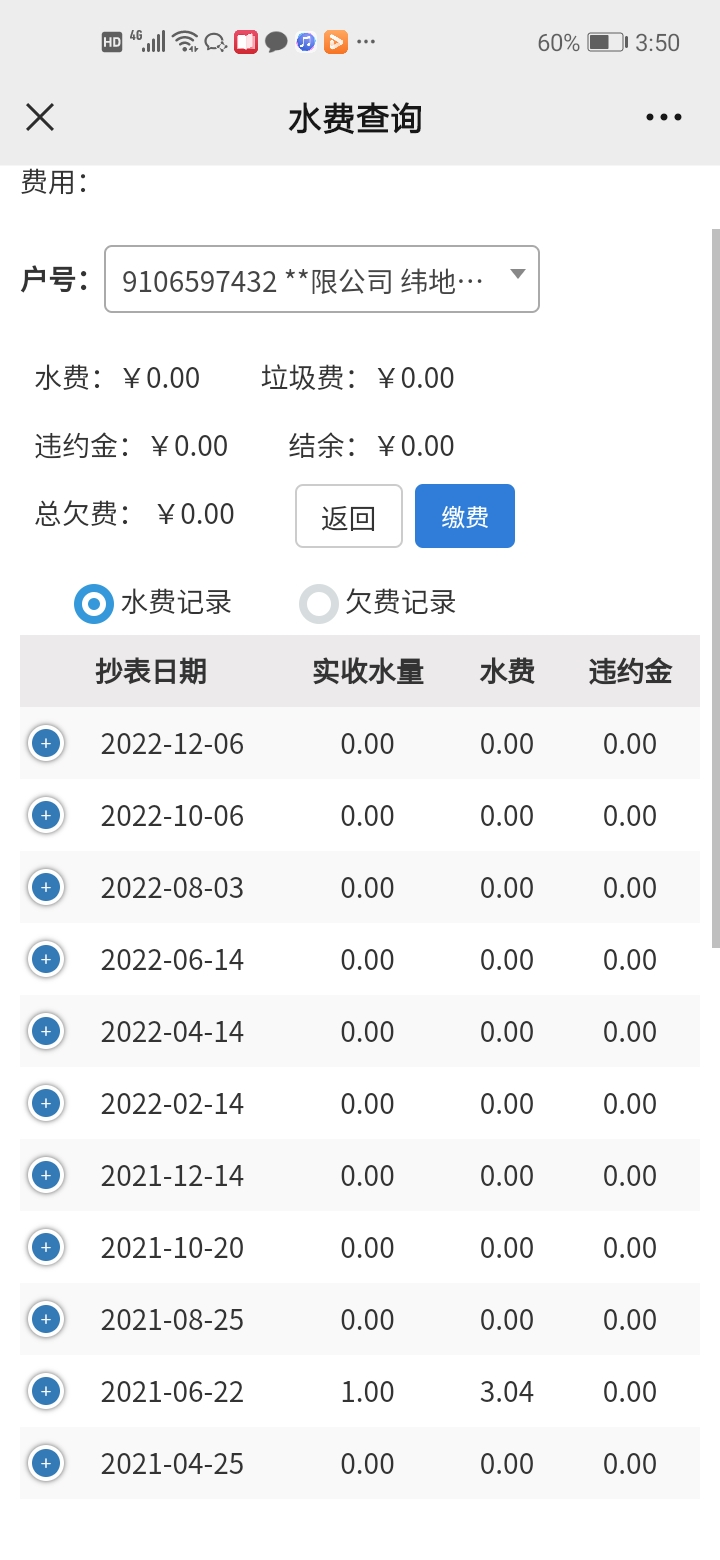 HD 4G 60% 3:50
水费查询
费用：
户号： 9106597432 **限公司 纬地…
水费：￥0.00 垃圾费：￥0.00
违约金：￥0.00 结余：￥0.00
总欠费： ￥0.00 返回 缴费
水费记录 欠费记录
抄表日期 实收水量 水费 违约金
2022-12-06 0.00 0.00 0.00
2022-10-06 0.00 0.00 0.00
2022-08-03 0.00 0.00 0.00
2022-06-14 0.00 0.00 0.00
2022-04-14 0.00 0.00 0.00
2022-02-14 0.00 0.00 0.00
2021-12-14 0.00 0.00 0.00
2021-10-20 0.00 0.00 0.00
2021-08-25 0.00 0.00 0.00
2021-06-22 1.00 3.04 0.00
2021-04-25 0.00 0.00 0.00